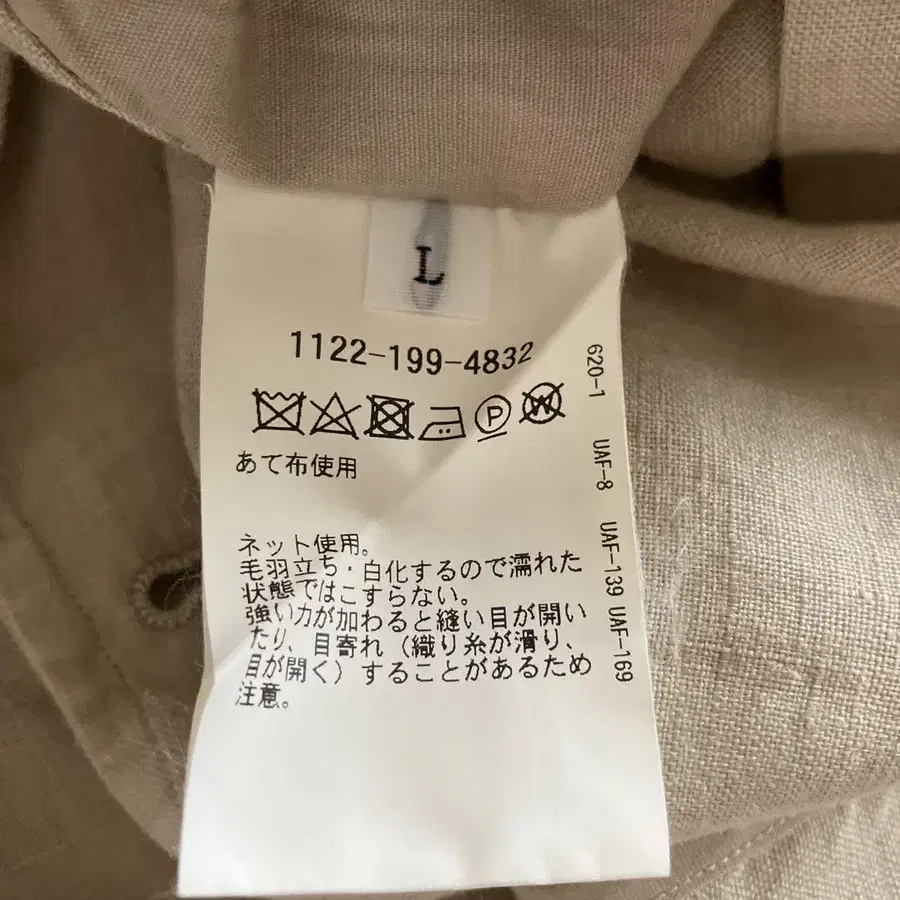 L
1122-199-4832
P
W
あて布使用
ネット使用。
毛羽立ち・白化するので濡れた
状態ではこすらない。
強い力が加わると縫い目が開い
たり、目寄れ（織り糸が滑り、
目が開く）することがあるため
注意。
620-1 UAF-8 UAF-139 UAF-169